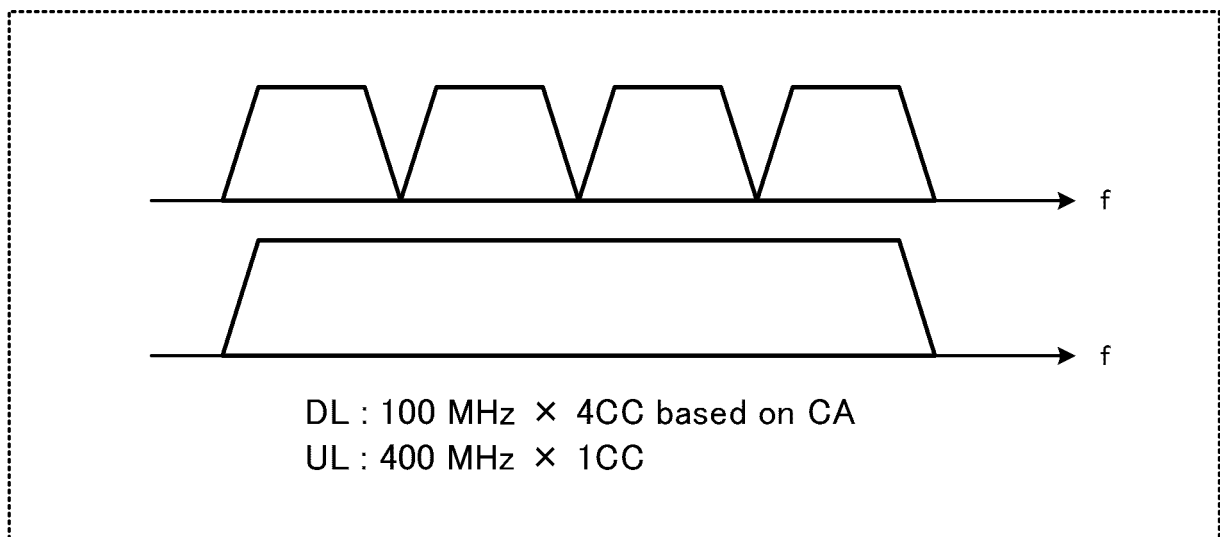 f
f
DL : 100 MHz × 4CC based on CA
UL : 400 MHz × 1CC